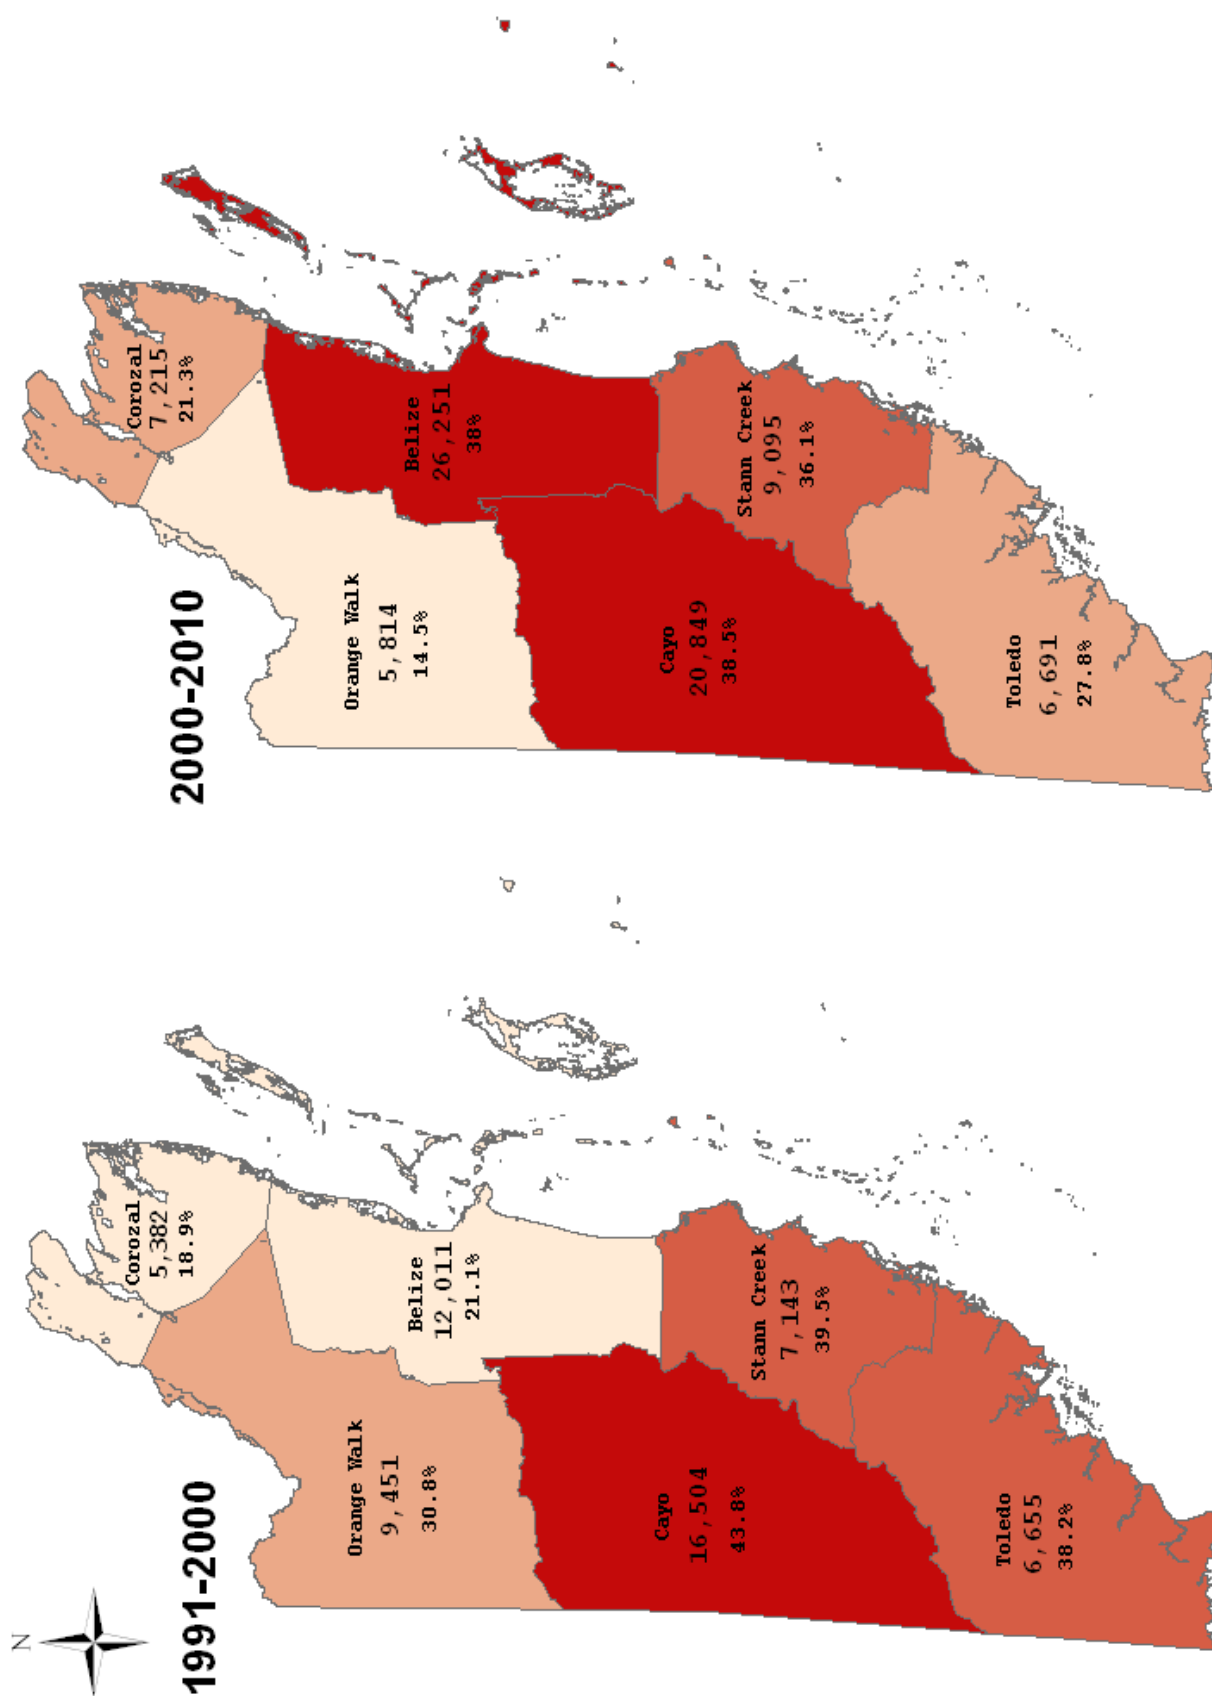 N
1991-2000
Corozal
5,382
18.9%
Orange Walk
9,451
30.8%
Belize
12,011
21.1%
Cayo
16,504
43.8%
Stann Creek
7,143
39.5%
Toledo
6,655
38.2%
2000-2010
Corozal
7,215
21.3%
Orange Walk
5,814
14.5%
Belize
26,251
38%
Cayo
20,849
38.5%
Stann Creek
9,095
36.1%
Toledo
6,691
27.8%